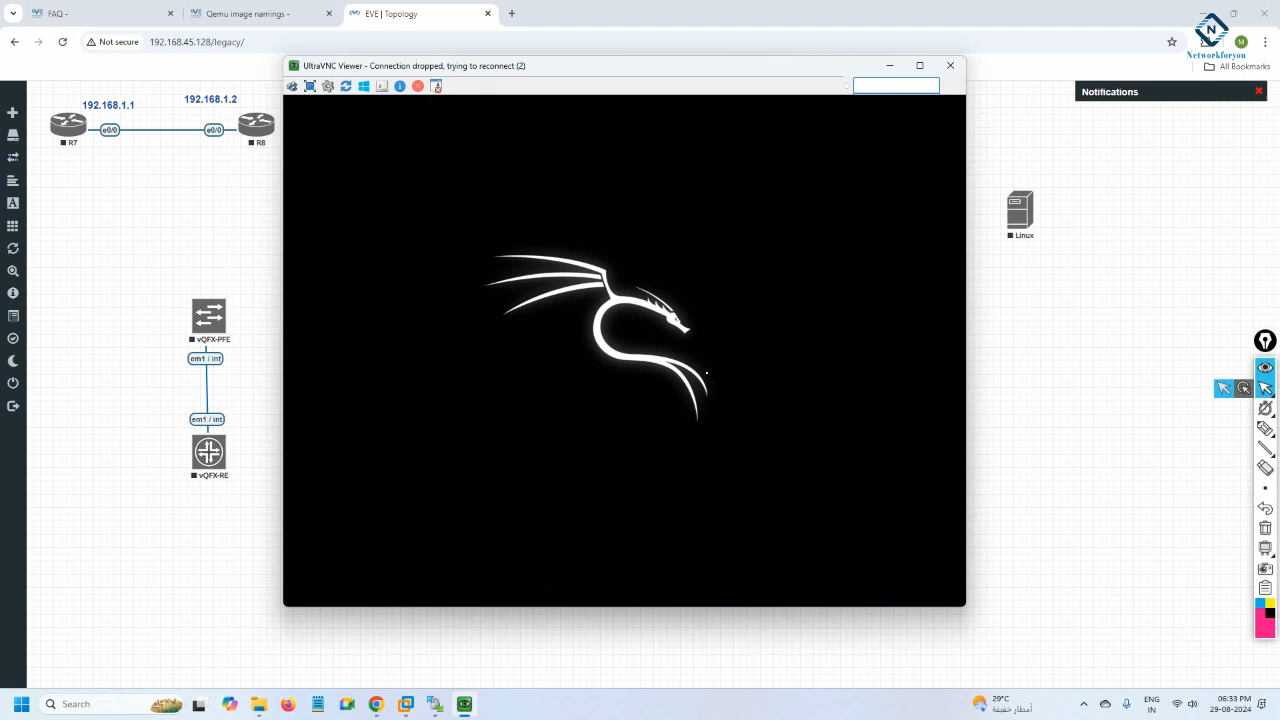 FAQ -
Qemu image namings -
EVE | Topology
Not secure
192.168.45.128/legacy/
M
N
Networkforyou
All Bookmarks
UltraVNC Viewer - Connection dropped, trying to re
Notifications
192.168.1.1
192.168.1.2
e0/0
e0/0
R7
R8
Linux
vQFX-PFE
em1 / int
em1 / int
vQFX-RE
Search
29°C
أمطار خفيفة
ENG
IN
06:33 PM
29-08-2024